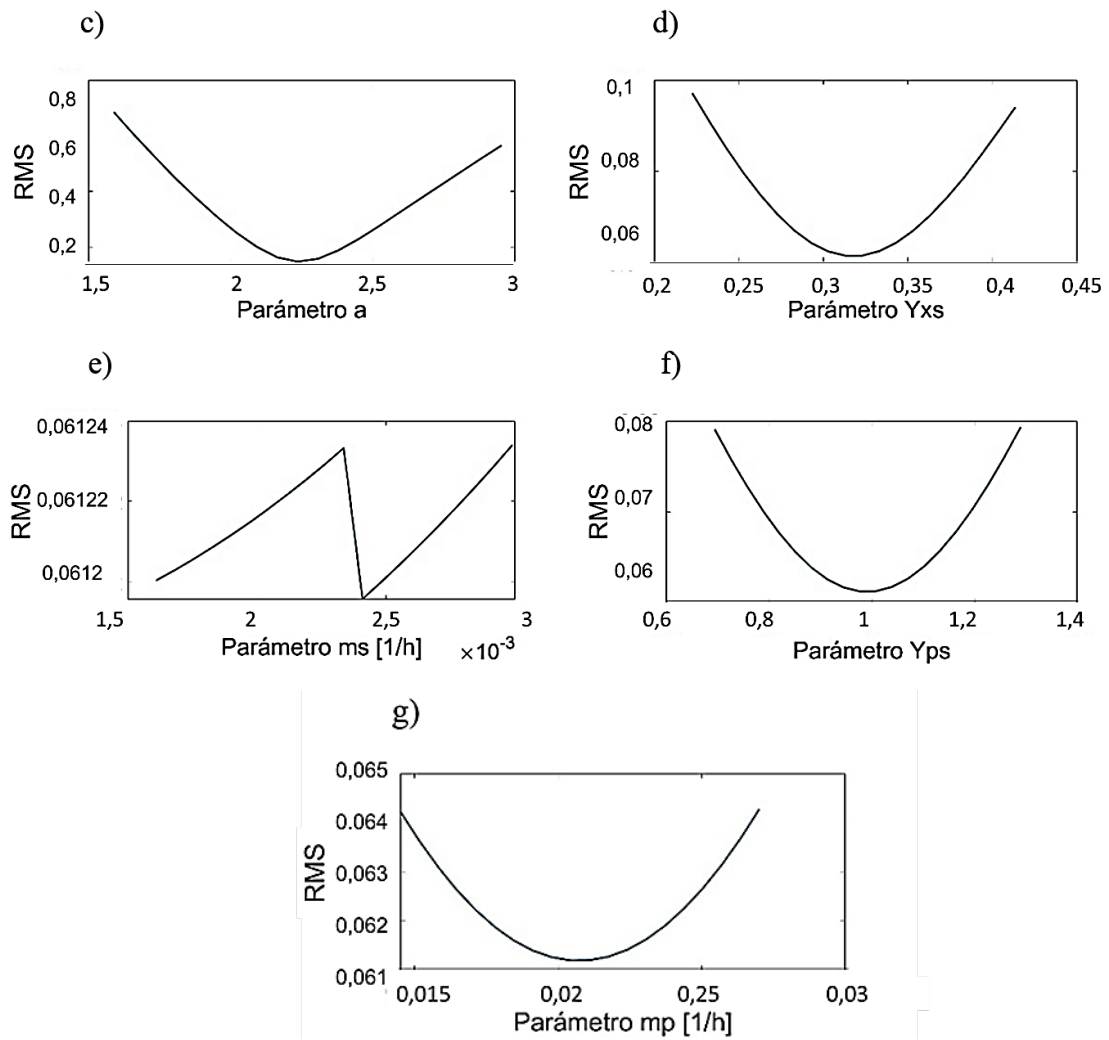 c)
RMS
0,8
0,6
0,4
0,2
1,5 2 2,5 3
Parámetro a
d)
RMS
0,1
0,08
0,06
0,2 0,25 0,3 0,35 0,4 0,45
Parámetro Yxs
e)
RMS
0,06124
0,06122
0,0612
1,5 2 2,5 3
Parámetro ms [1/h] ×10⁻³
f)
RMS
0,08
0,07
0,06
0,6 0,8 1 1,2 1,4
Parámetro Yps
g)
RMS
0,065
0.064
0,063
0,062
0,061
0,015 0,02 0,25 0,03
Parámetro mp [1/h]